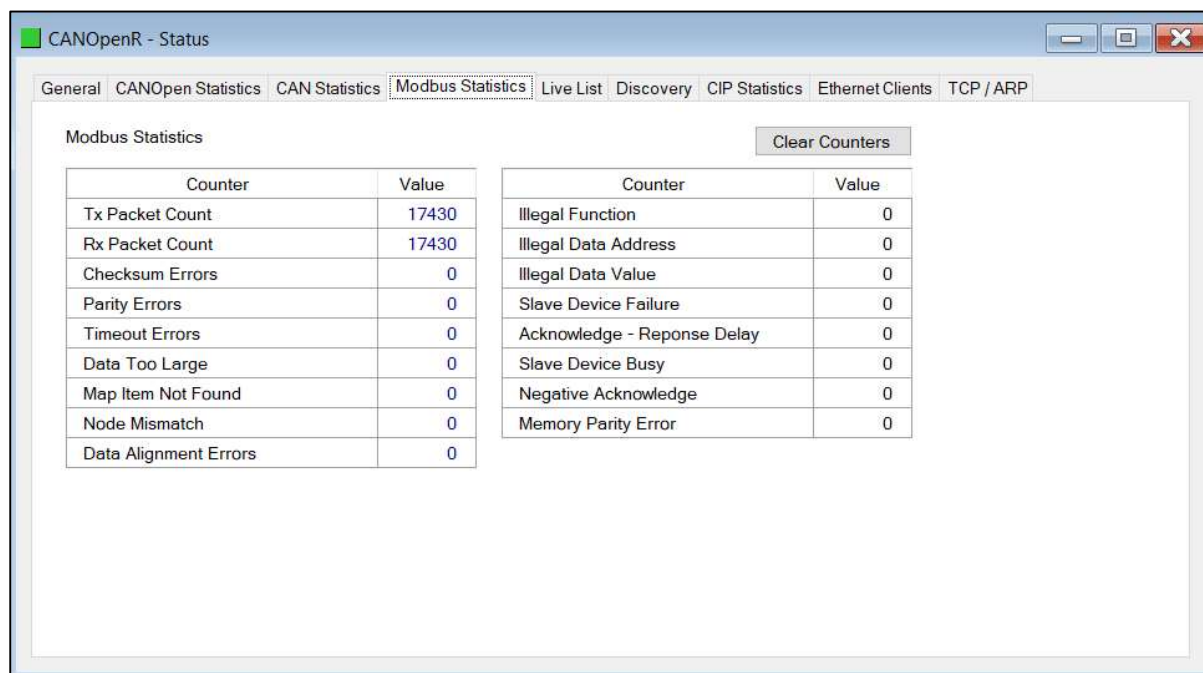 CANOpenR - Status
General CANOpen Statistics CAN Statistics Modbus Statistics Live List Discovery CIP Statistics Ethernet Clients TCP / ARP
Modbus Statistics
Clear Counters
Counter Value
Tx Packet Count 17430
Rx Packet Count 17430
Checksum Errors 0
Parity Errors 0
Timeout Errors 0
Data Too Large 0
Map Item Not Found 0
Node Mismatch 0
Data Alignment Errors 0
Counter Value
Illegal Function 0
Illegal Data Address 0
Illegal Data Value 0
Slave Device Failure 0
Acknowledge - Reponse Delay 0
Slave Device Busy 0
Negative Acknowledge 0
Memory Parity Error 0